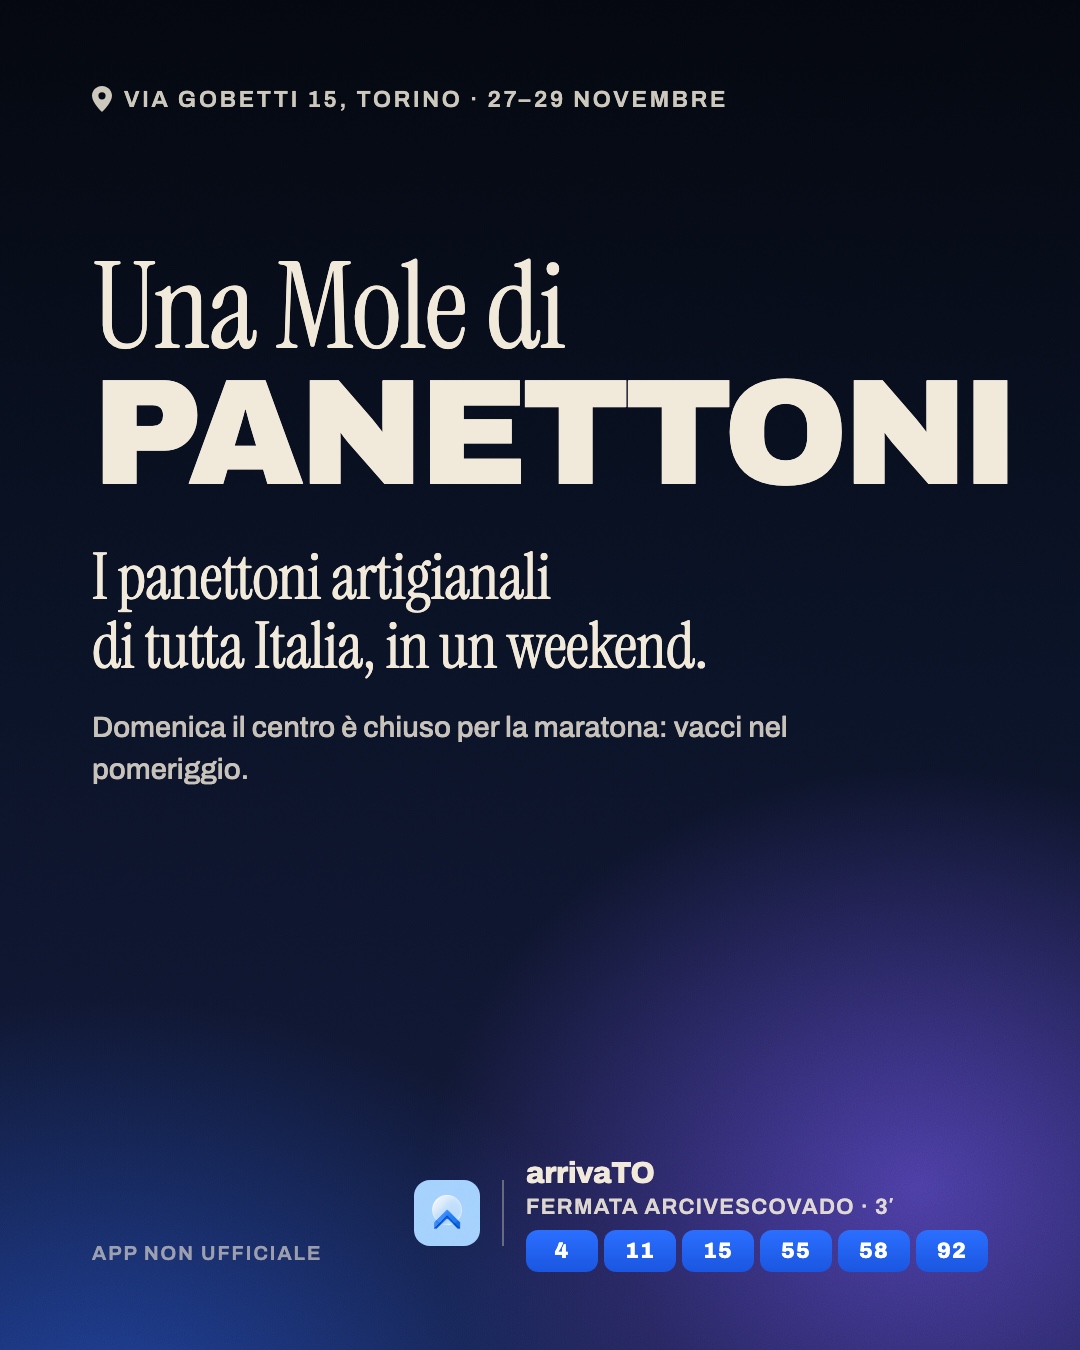 VIA GOBETTI 15, TORINO · 27–29 NOVEMBRE
Una Mole di
PANETTONI
I panettoni artigianali
di tutta Italia, in un weekend.
Domenica il centro è chiuso per la maratona: vacci nel
pomeriggio.
arrivaTO
FERMATA ARCIVESCOVADO · 3′
4 11 15 55 58 92
APP NON UFFICIALE